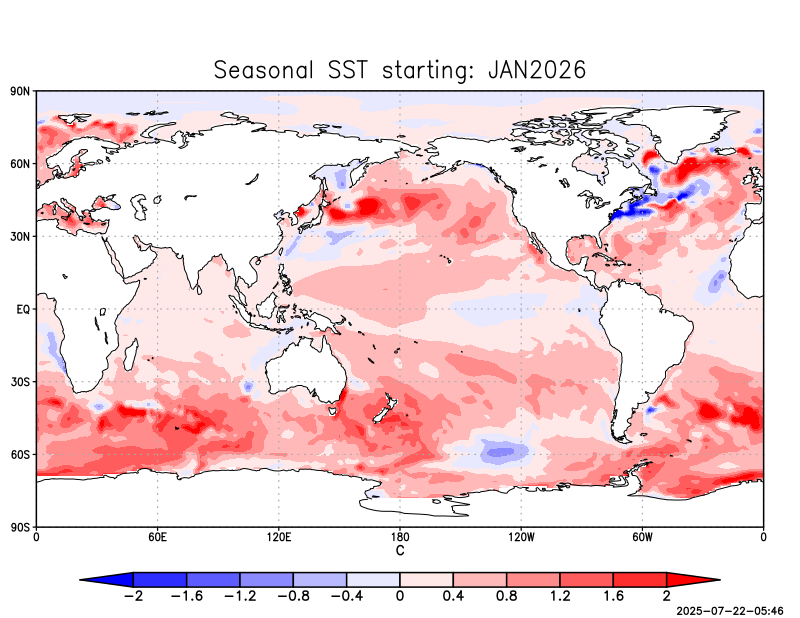 Seasonal SST starting: JAN2026
90N
60N
30N
EQ
30S
60S
90S
0 60E 120E 180 120W 60W 0
C
−2 −1.6 −1.2 −0.8 −0.4 0 0.4 0.8 1.2 1.6 2
2025-07-22-05:46